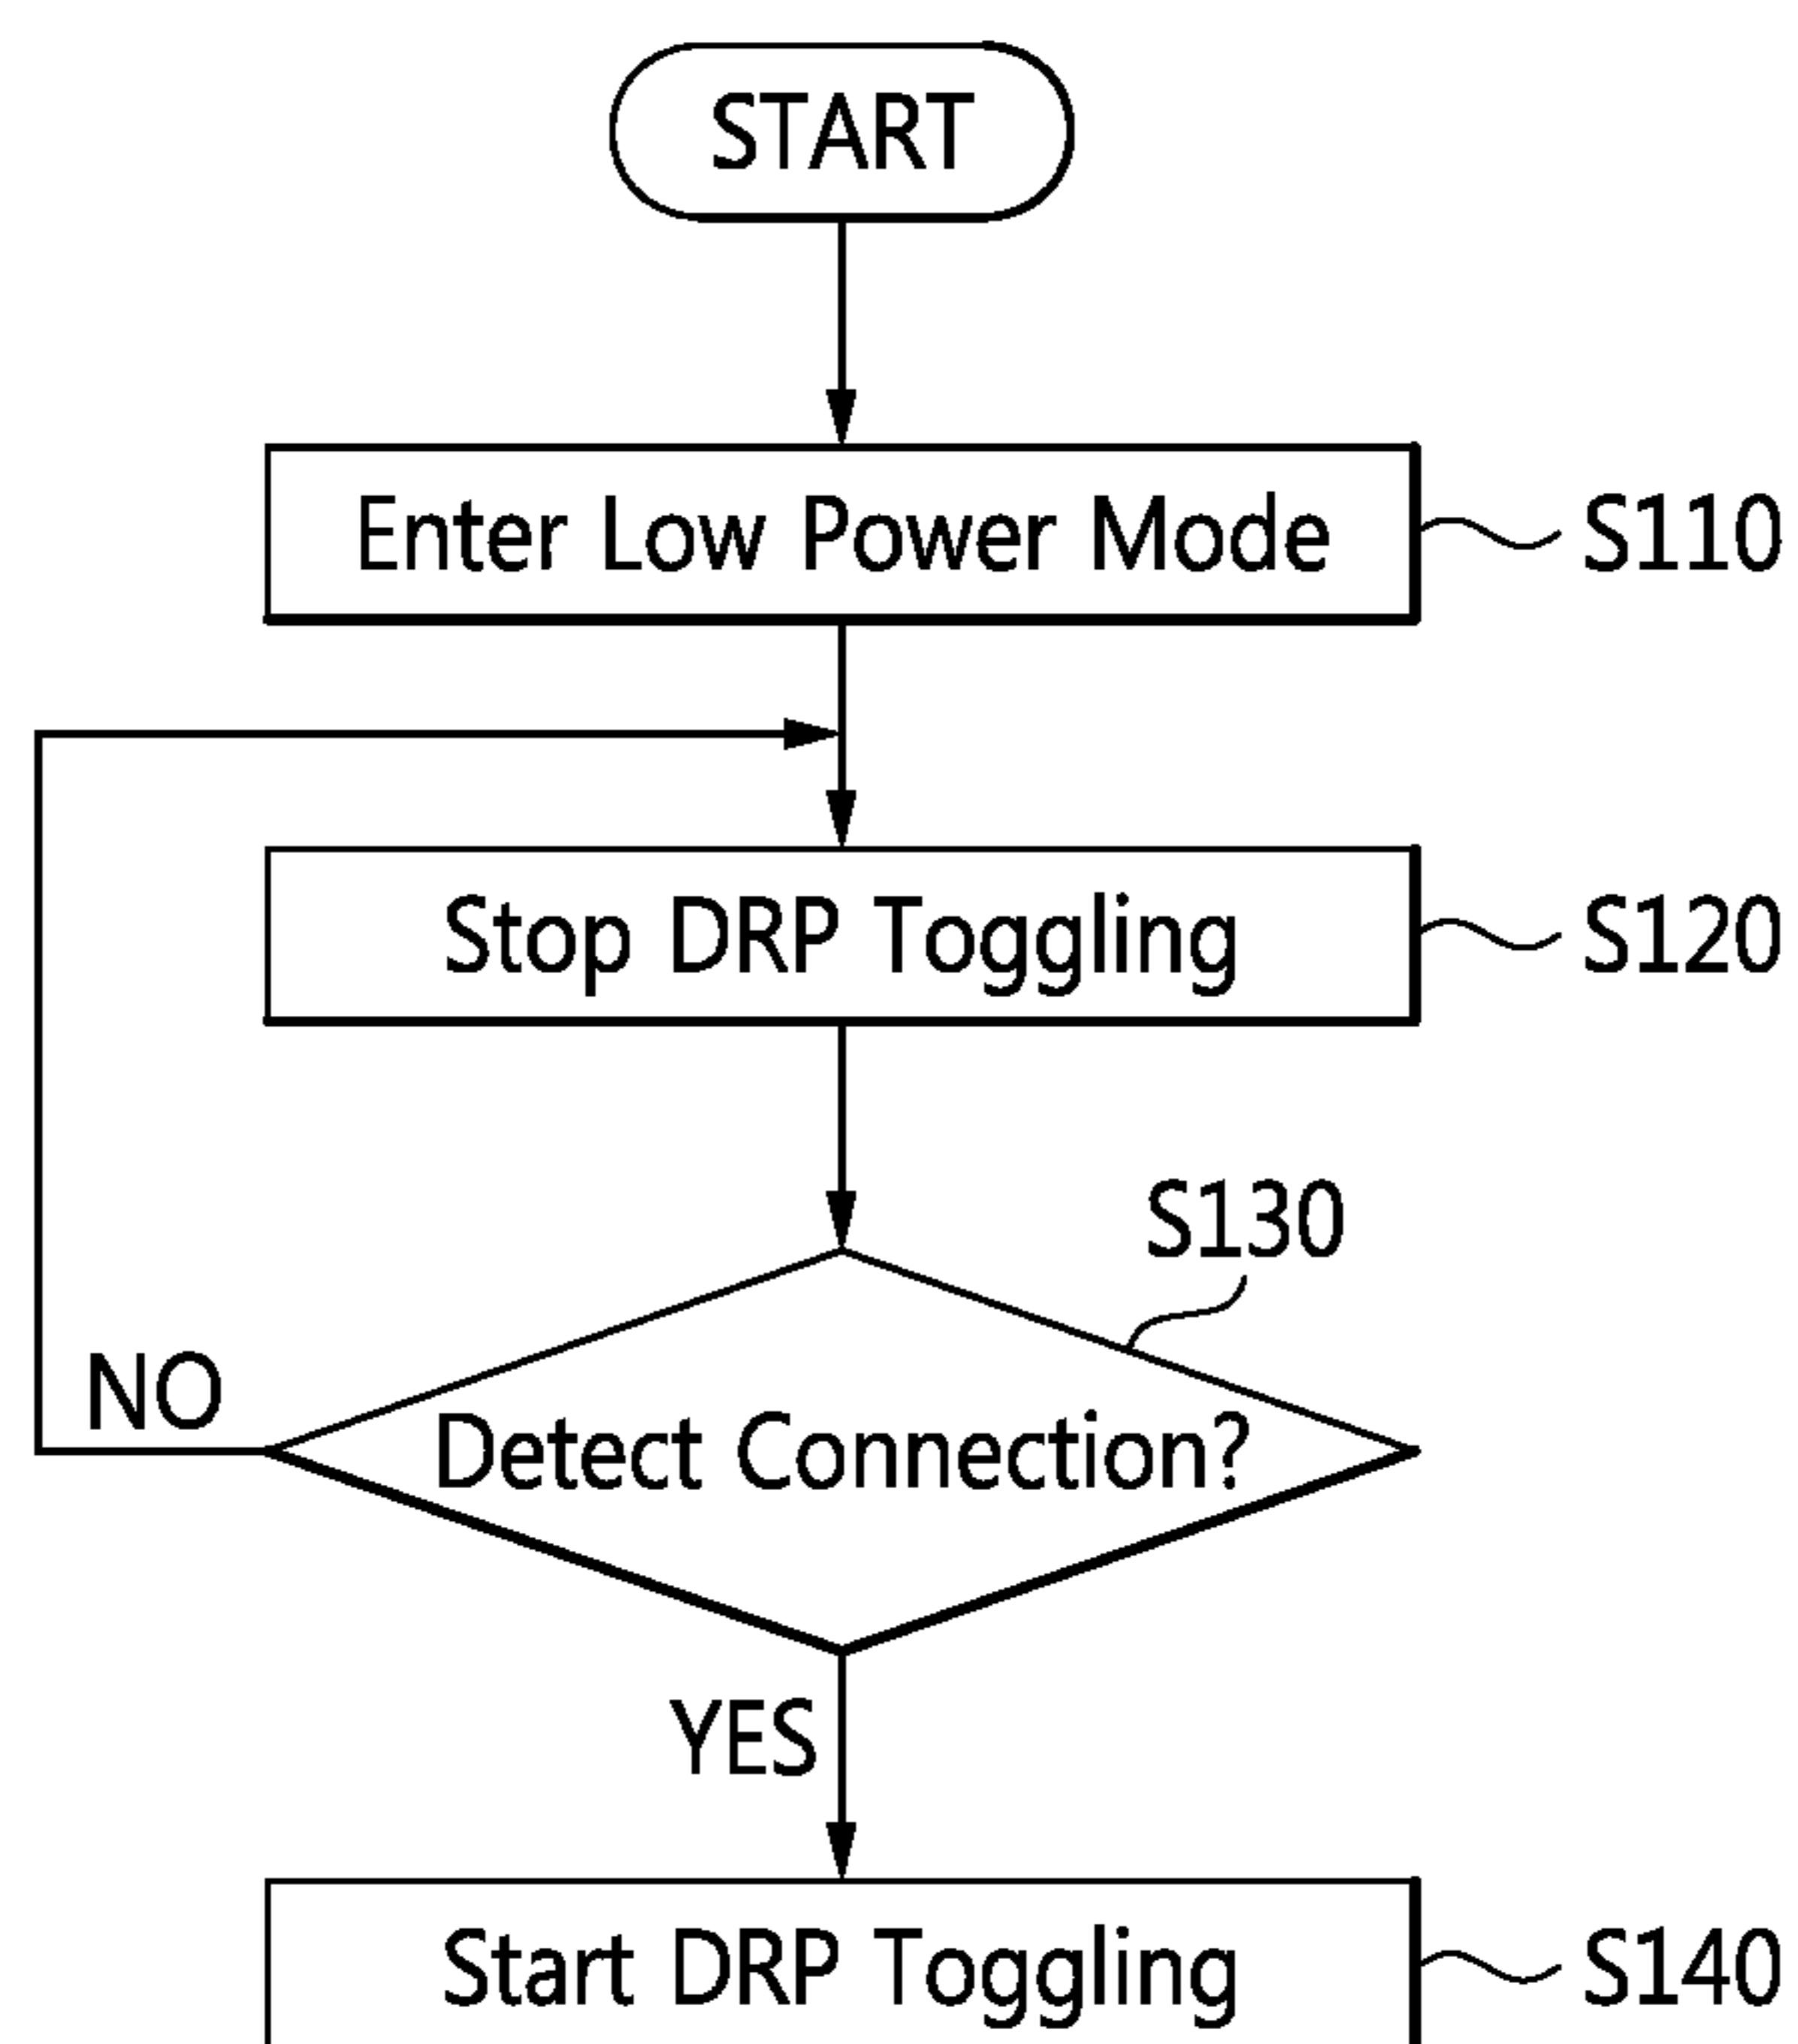 START
Enter Low Power Mode
S110
Stop DRP Toggling
S120
S130
Detect Connection?
NO
YES
Start DRP Toggling
S140